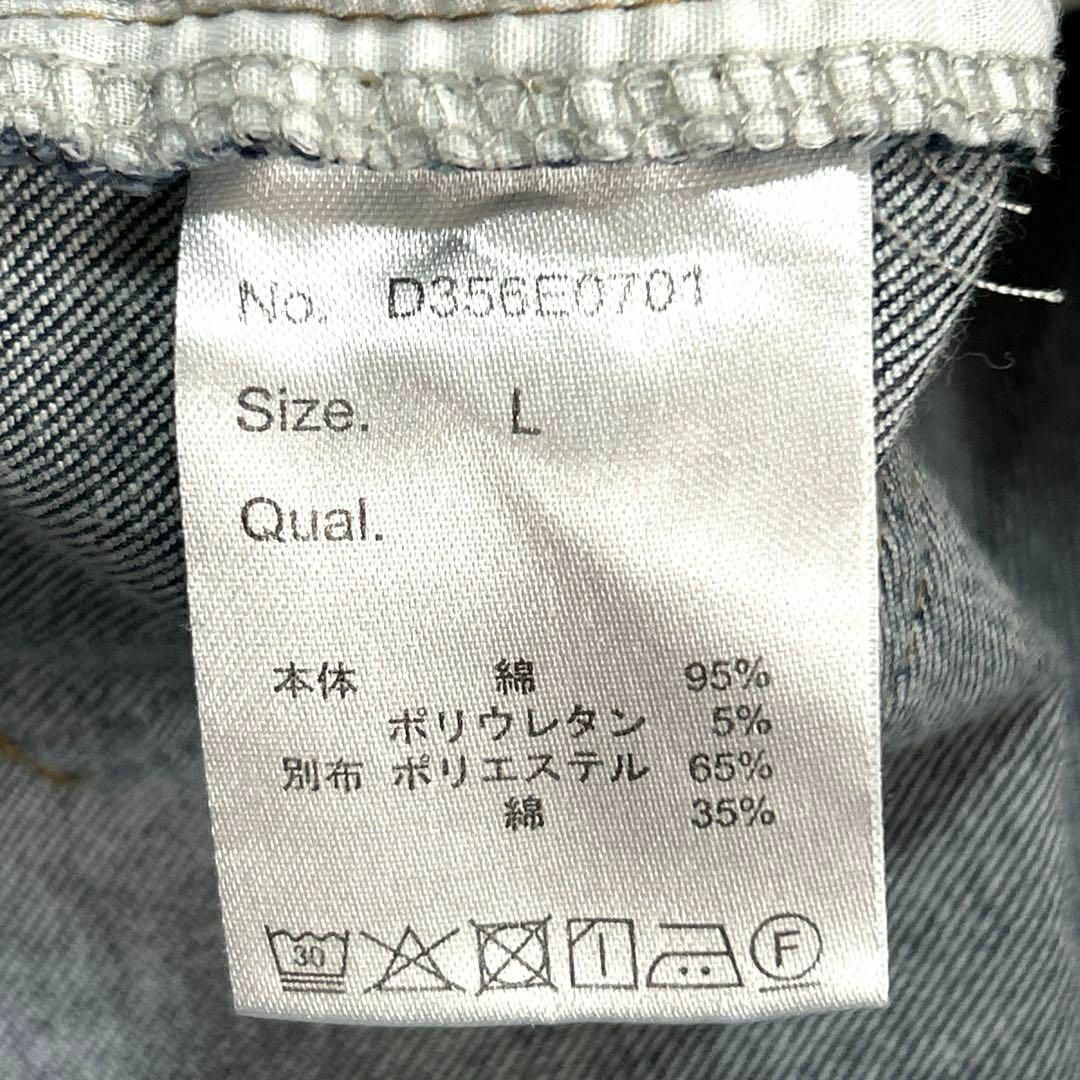 No. D356E0701
Size. L
Qual.
本体 綿 95%
ポリウレタン 5%
別布 ポリエステル 65%
綿 35%
30 F